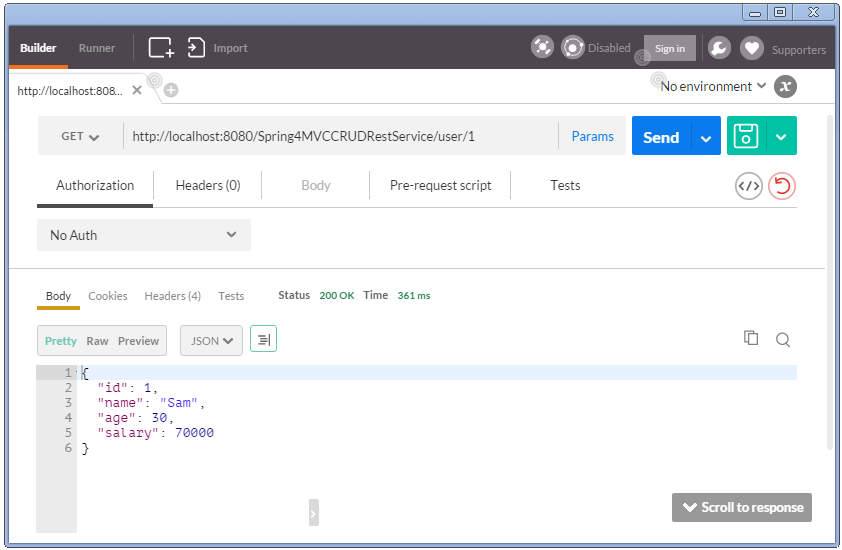 Builder Runner Import Disabled Sign in Supporters
http://localhost:808... No environment
GET http://localhost:8080/Spring4MVCCRUDRestService/user/1 Params Send
Authorization Headers (0) Body Pre-request script Tests
No Auth
Body Cookies Headers (4) Tests Status 200 OK Time 361 ms
Pretty Raw Preview JSON
1 {
2 "id": 1,
3 "name": "Sam",
4 "age": 30,
5 "salary": 70000
6 }
Scroll to response